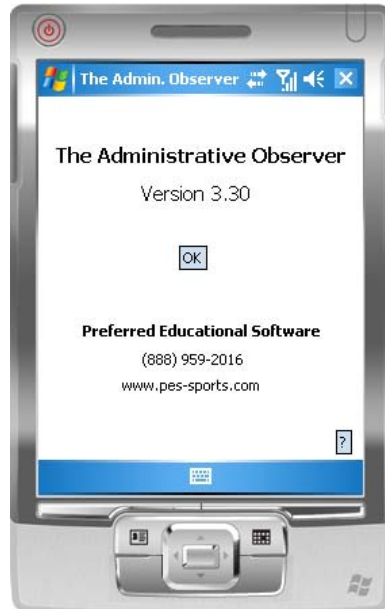 The Admin. Observer
The Administrative Observer
Version 3.30
OK
Preferred Educational Software
(888) 959-2016
www.pes-sports.com
?